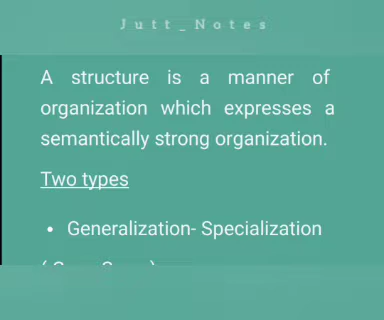 Jutt_Notes
A structure is a manner of
organization which expresses a
semantically strong organization.
Two types
• Generalization- Specialization